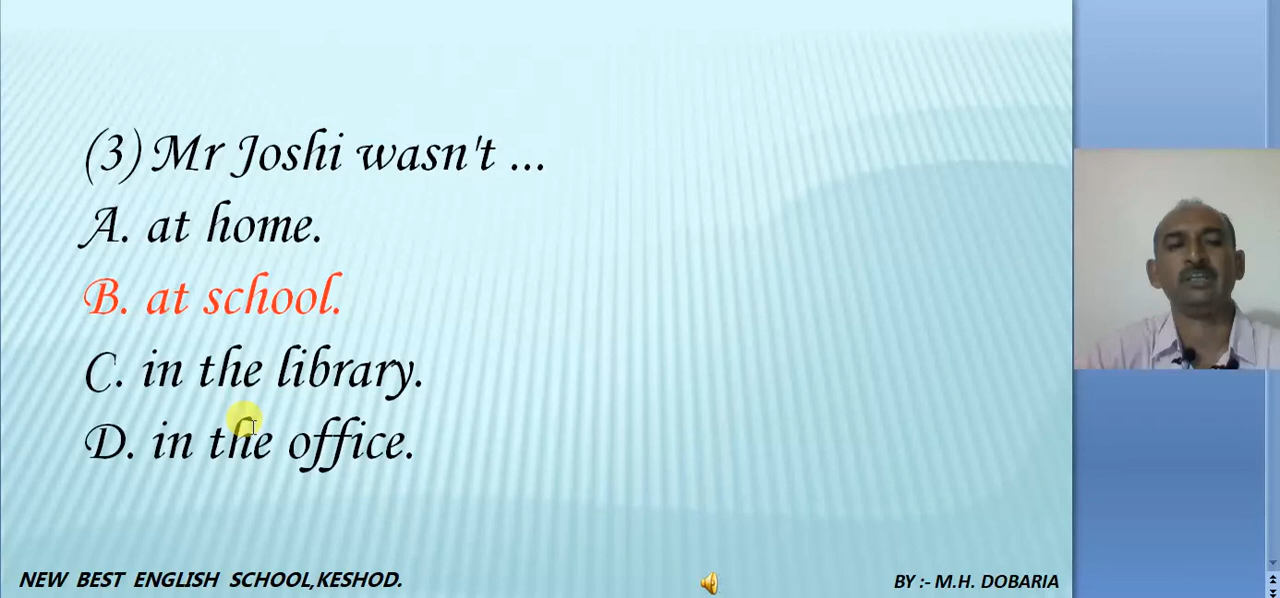 (3) Mr Joshi wasn't ...
A. at home.
B. at school.
C. in the library.
D. in the office.
NEW BEST ENGLISH SCHOOL,KESHOD.
BY :- M.H. DOBARIA